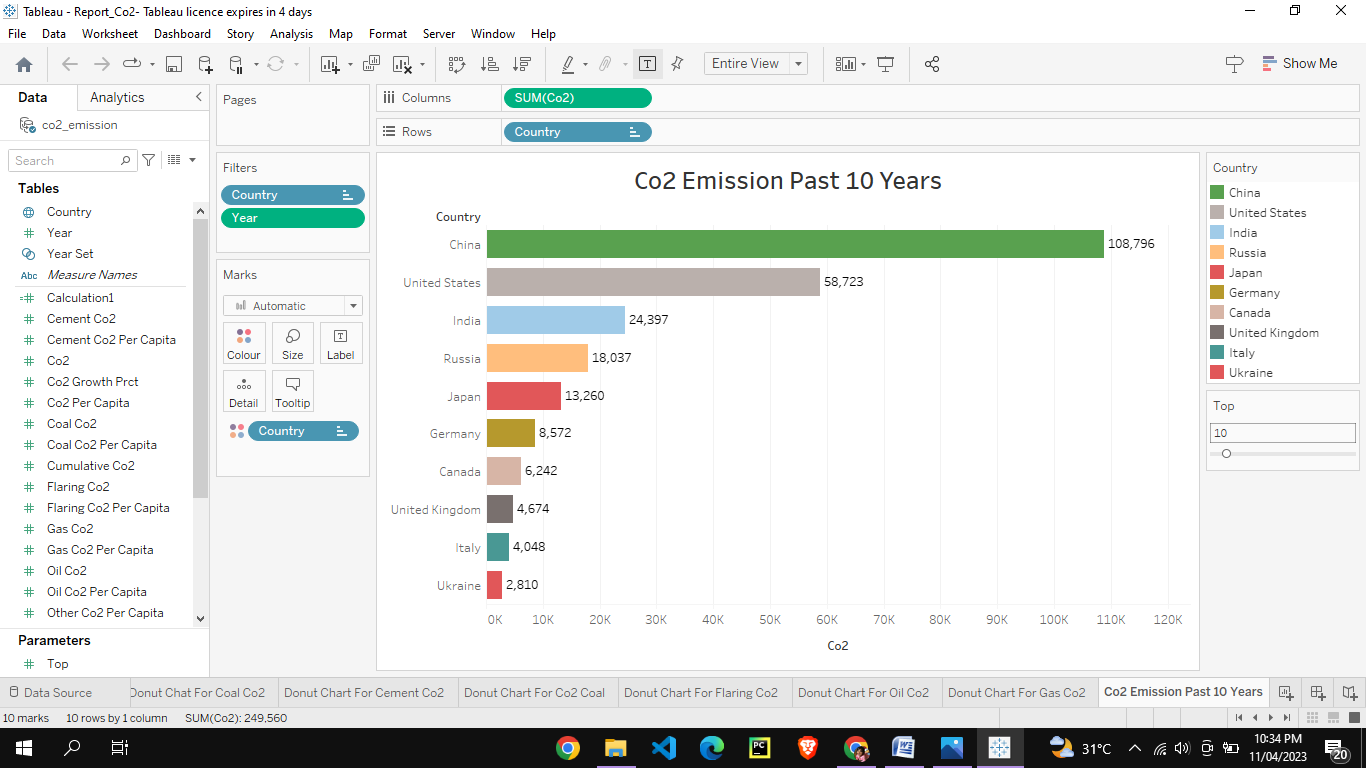 Tableau - Report_Co2- Tableau licence expires in 4 days
File Data Worksheet Dashboard Story Analysis Map Format Server Window Help
Entire View
Show Me
Data Analytics
co2_emission
Search
Tables
Country
Year
Year Set
Abc Measure Names
Calculation1
Cement Co2
Cement Co2 Per Capita
Co2
Co2 Growth Prct
Co2 Per Capita
Coal Co2
Coal Co2 Per Capita
Cumulative Co2
Flaring Co2
Flaring Co2 Per Capita
Gas Co2
Gas Co2 Per Capita
Oil Co2
Oil Co2 Per Capita
Other Co2 Per Capita
Parameters
Top
Pages
Filters
Country
Year
Marks
Automatic
Colour Size Label
Detail Tooltip
Country
Columns SUM(Co2)
Rows Country
Co2 Emission Past 10 Years
Country
China 108,796
United States 58,723
India 24,397
Russia 18,037
Japan 13,260
Germany 8,572
Canada 6,242
United Kingdom 4,674
Italy 4,048
Ukraine 2,810
0K 10K 20K 30K 40K 50K 60K 70K 80K 90K 100K 110K 120K
Co2
Country
China
United States
India
Russia
Japan
Germany
Canada
United Kingdom
Italy
Ukraine
Top
10
Data Source Donut Chat For Coal Co2 Donut Chart For Cement Co2 Donut Chart For Co2 Coal Donut Chart For Flaring Co2 Donut Chart For Oil Co2 Donut Chart For Gas Co2 Co2 Emission Past 10 Years
10 marks 10 rows by 1 column SUM(Co2): 249.560
PC
31°C
10:34 PM
11/04/2023
20